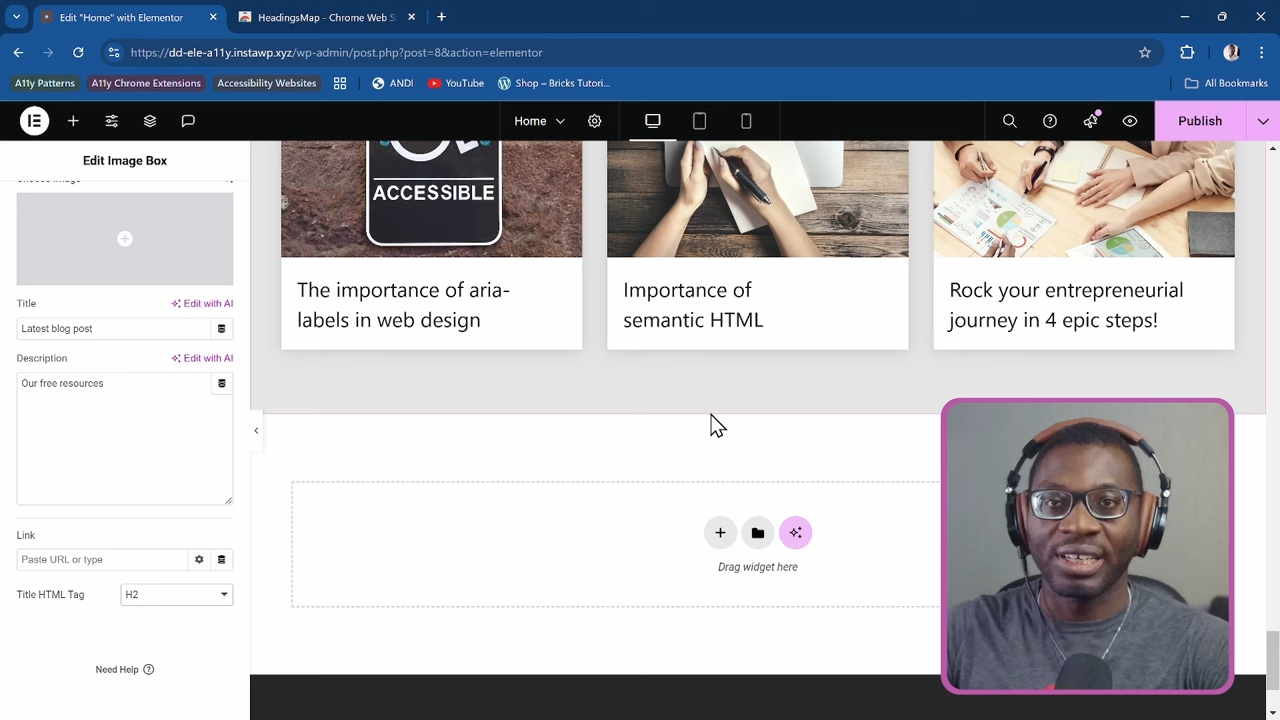 Edit "Home" with Elementor
HeadingsMap - Chrome Web S
https://dd-ele-a11y.instawp.xyz/wp-admin/post.php?post=8&action=elementor
A11y Patterns
A11y Chrome Extensions
Accessibility Websites
ANDI
YouTube
Shop – Bricks Tutori...
All Bookmarks
Home
Publish
Edit Image Box
Choose Image
Title
Edit with AI
Latest blog post
Description
Edit with AI
Our free resources
Link
Paste URL or type
Title HTML Tag
H2
Need Help
ACCESSIBLE
The importance of aria-
labels in web design
Importance of
semantic HTML
Rock your entrepreneurial
journey in 4 epic steps!
Drag widget here